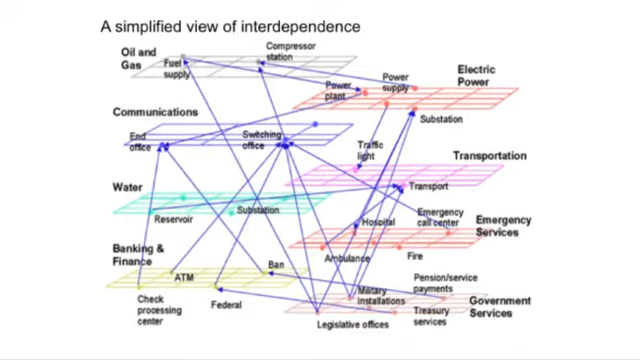 A simplified view of interdependence
Oil and
Gas
Fuel
supply
Compressor
station
Power
plant
Power
supply
Electric
Power
Substation
Communications
End
office
Switching
office
Traffic
light
Transportation
Transport
Water
Reservoir
Substation
Hospital
Emergency
call center
Emergency
Services
Ambulance
Fire
Banking &
Finance
ATM
Ban
Check
processing
center
Federal
Military
installations
Pension/service
payments
Government
Services
Legislative offices
Treasury
services